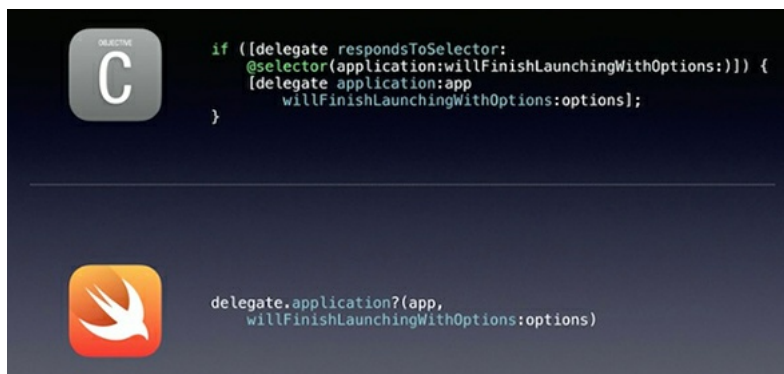 OBJECTIVE
C
if ([delegate respondsToSelector:
@selector(application:willFinishLaunchingWithOptions:)]) {
[delegate application:app
willFinishLaunchingWithOptions:options];
}
delegate.application?(app,
willFinishLaunchingWithOptions:options)